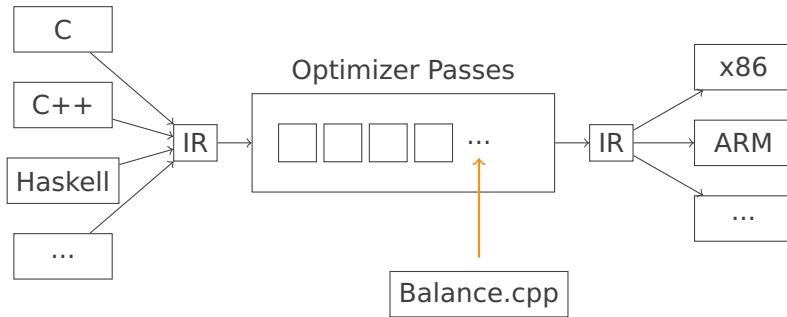 C
C++
Haskell
...
IR
Optimizer Passes
...
Balance.cpp
IR
x86
ARM
...